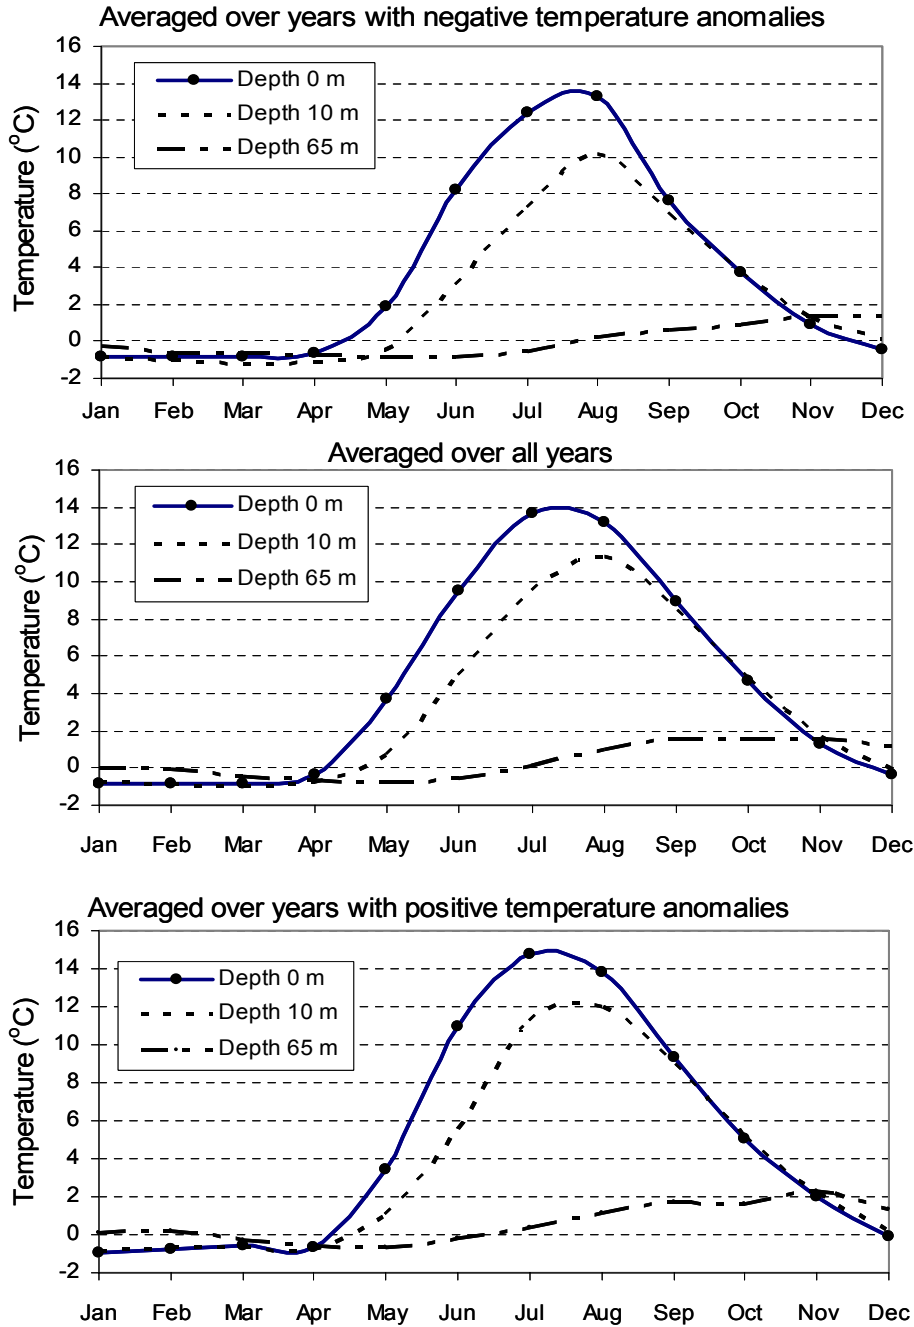 Averaged over years with negative temperature anomalies
16
14
12
10
8
6
4
2
0
-2
Temperature (°C)
Depth 0 m
Depth 10 m
Depth 65 m
Jan Feb Mar Apr May Jun Jul Aug Sep Oct Nov Dec
Averaged over all years
16
14
12
10
8
6
4
2
0
-2
Temperature (°C)
Depth 0 m
Depth 10 m
Depth 65 m
Jan Feb Mar Apr May Jun Jul Aug Sep Oct Nov Dec
Averaged over years with positive temperature anomalies
16
14
12
10
8
6
4
2
0
-2
Temperature (°C)
Depth 0 m
Depth 10 m
Depth 65 m
Jan Feb Mar Apr May Jun Jul Aug Sep Oct Nov Dec